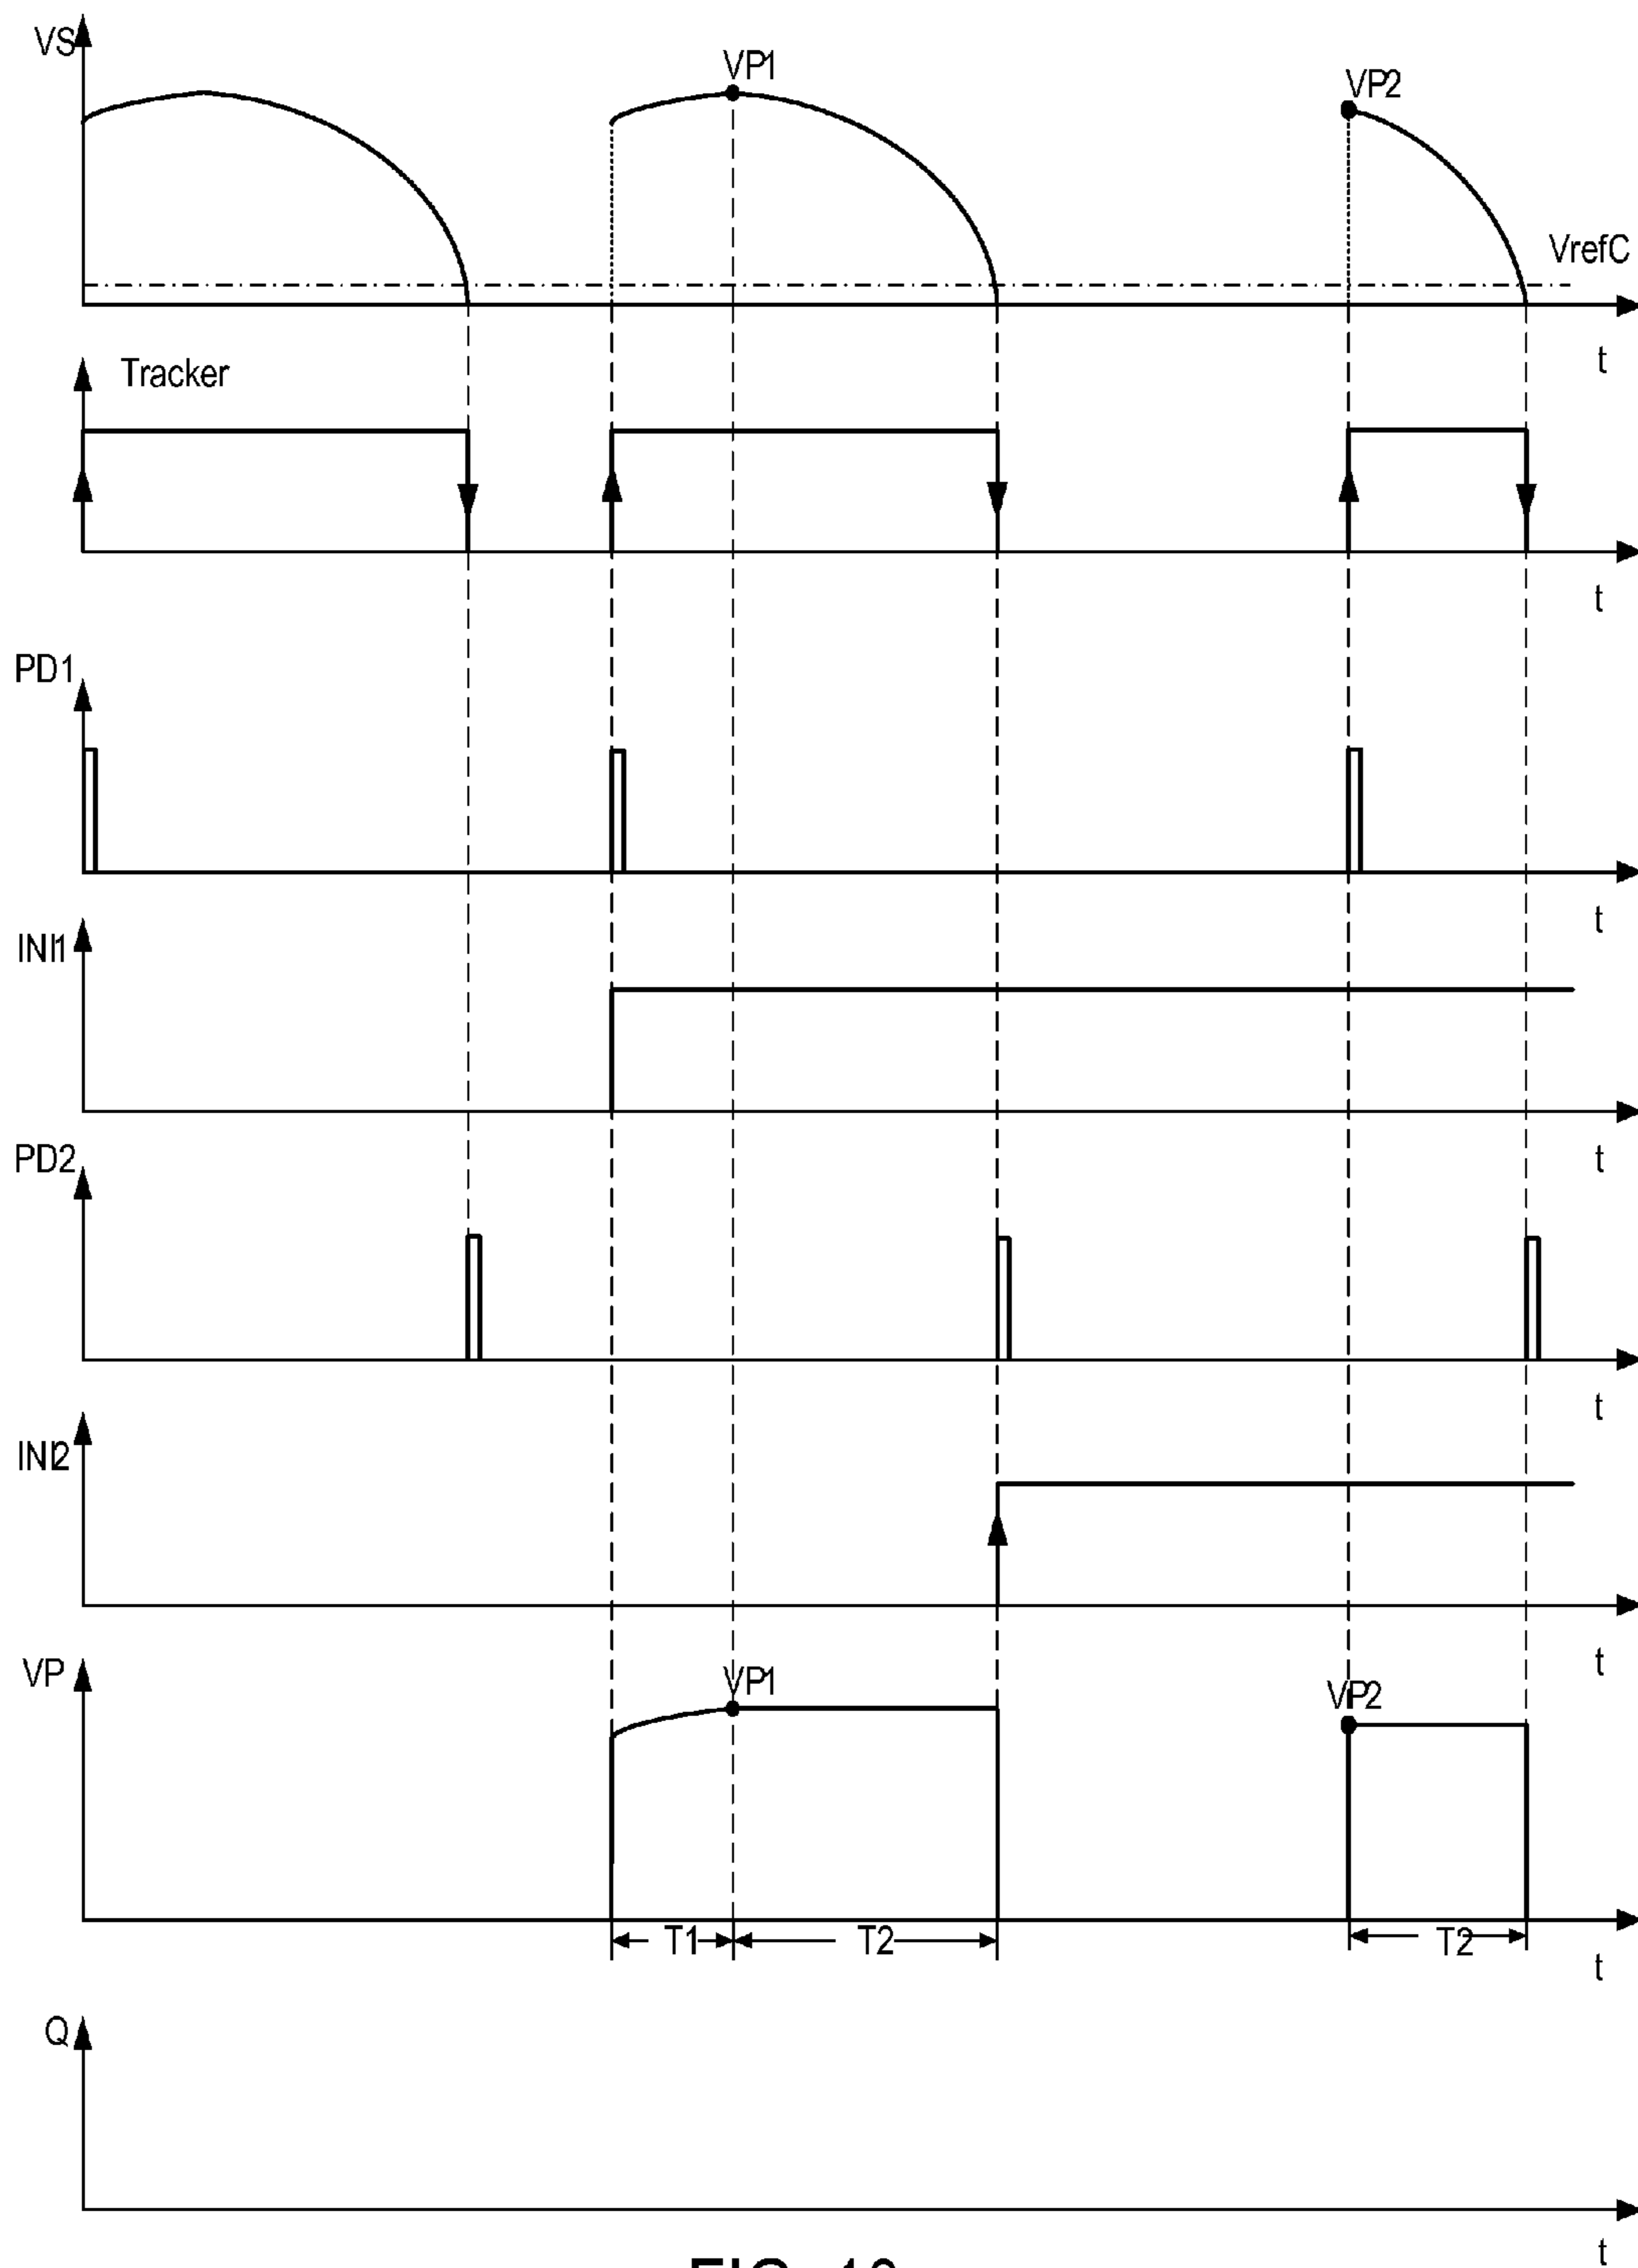 VS
VP1
VP2
VrefC
t
Tracker
t
PD1
t
INI1
t
PD2
t
INI2
t
VP
VP1
VP2
T1
T2
T2
t
Q
t